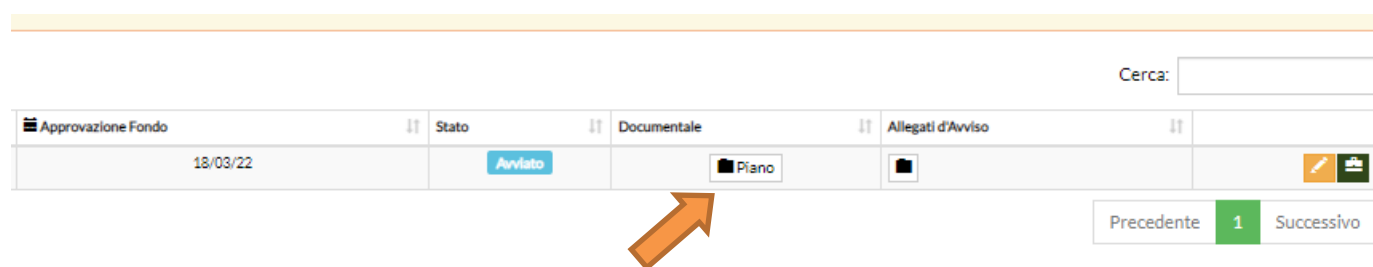 Cerca:
Approvazione Fondo Stato Documentale Allegati d'Avviso
18/03/22 Avviato Piano
Precedente 1 Successivo